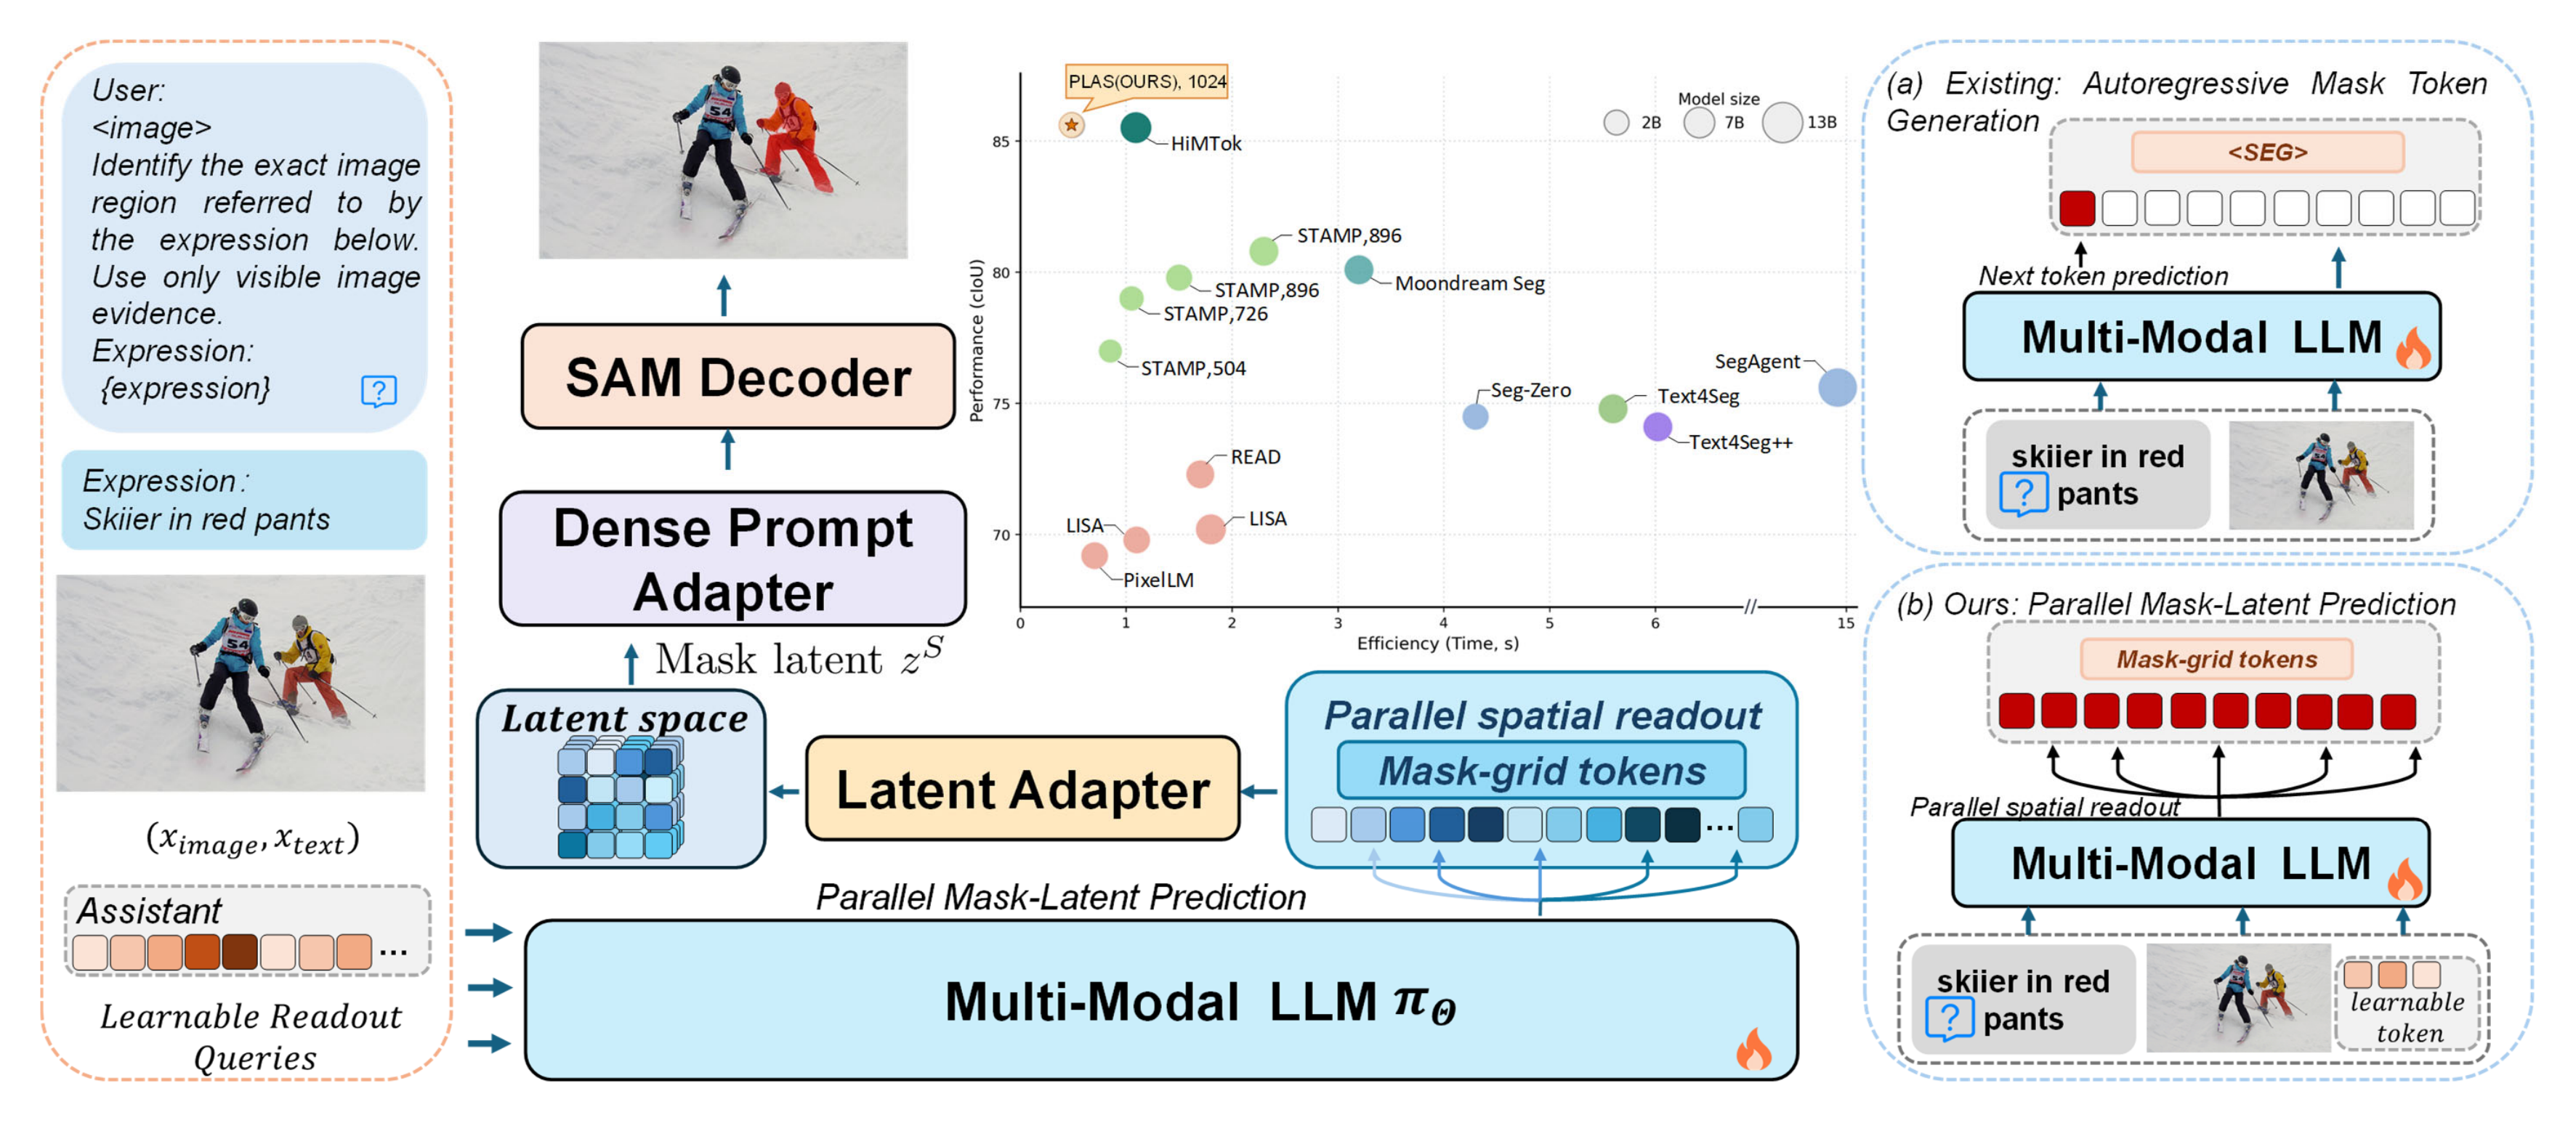 User:
<image>
Identify the exact image
region referred to by
the expression below.
Use only visible image
evidence.
Expression:
{expression}
?
Expression:
Skiier in red pants
54
(x_image, x_text)
Assistant
...
Learnable Readout
Queries
54
SAM Decoder
Dense Prompt
Adapter
Mask latent z^S
Latent space
Latent Adapter
Parallel spatial readout
Mask-grid tokens
...
Parallel Mask-Latent Prediction
Multi-Modal LLM π_Θ
PLAS(OURS), 1024
HiMTok
Model size
2B
7B
13B
STAMP,896
STAMP,896
STAMP,726
STAMP,504
Moondream Seg
SegAgent
Seg-Zero
Text4Seg
Text4Seg++
READ
LISA
LISA
PixelLM
Performance (cIoU)
85
80
75
70
0 1 2 3 4 5 6 // 15
Efficiency (Time, s)
(a) Existing: Autoregressive Mask Token
Generation
<SEG>
Next token prediction
Multi-Modal LLM
skiier in red
? pants
(b) Ours: Parallel Mask-Latent Prediction
Mask-grid tokens
Parallel spatial readout
Multi-Modal LLM
skiier in red
? pants
learnable
token